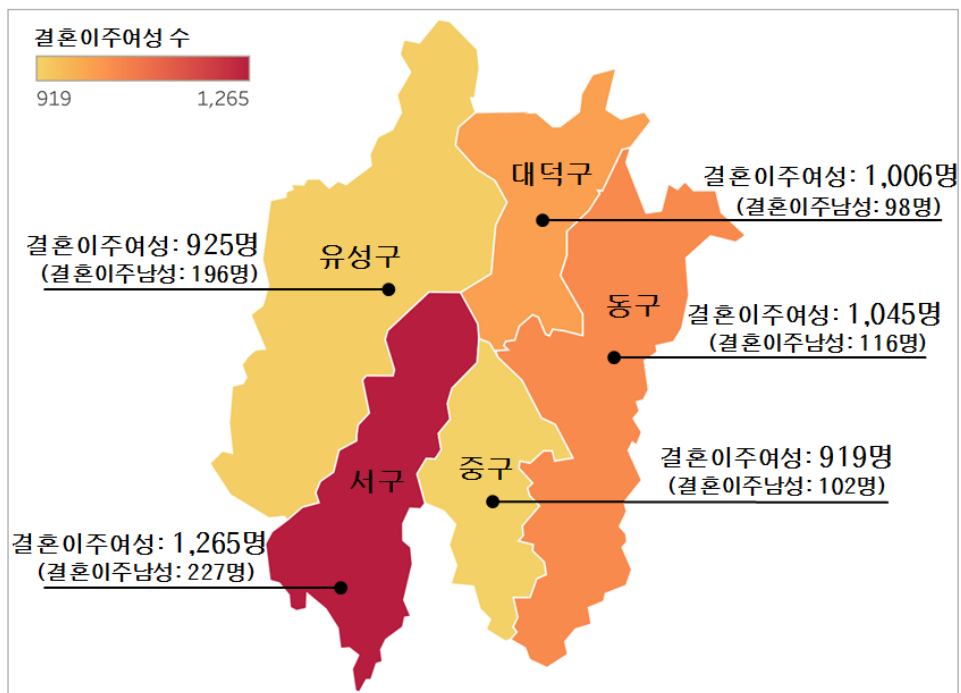 결혼이주여성 수
919 1,265
대덕구
결혼이주여성: 1,006명
(결혼이주남성: 98명)
결혼이주여성: 925명
(결혼이주남성: 196명)
유성구
동구
결혼이주여성: 1,045명
(결혼이주남성: 116명)
결혼이주여성: 919명
(결혼이주남성: 102명)
중구
서구
결혼이주여성: 1,265명
(결혼이주남성: 227명)